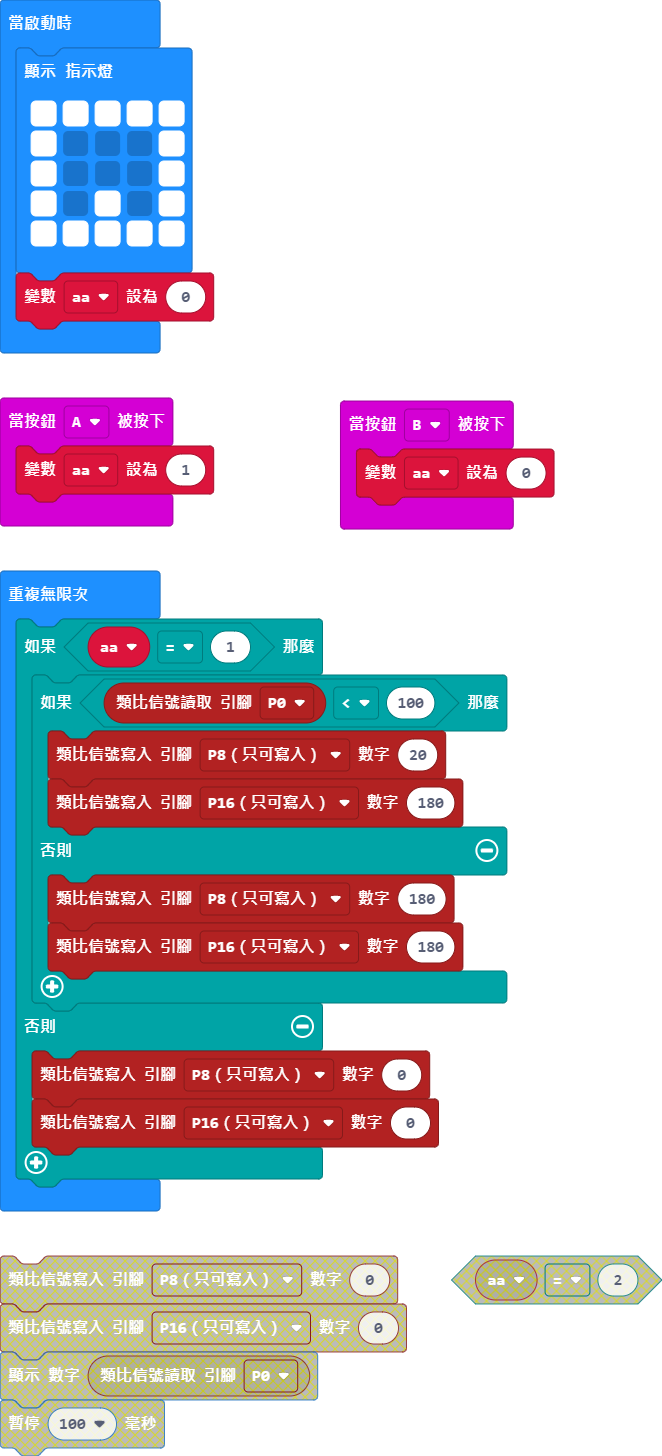 當啟動時
顯示 指示燈
變數 aa 設為 0
當按鈕 A 被按下
變數 aa 設為 1
當按鈕 B 被按下
變數 aa 設為 0
重複無限次
如果 aa = 1 那麼
如果 類比信號讀取 引腳 P0 < 100 那麼
類比信號寫入 引腳 P8(只可寫入) 數字 20
類比信號寫入 引腳 P16(只可寫入) 數字 180
否則
類比信號寫入 引腳 P8(只可寫入) 數字 180
類比信號寫入 引腳 P16(只可寫入) 數字 180
否則
類比信號寫入 引腳 P8(只可寫入) 數字 0
類比信號寫入 引腳 P16(只可寫入) 數字 0
類比信號寫入 引腳 P8(只可寫入) 數字 0
aa = 2
類比信號寫入 引腳 P16(只可寫入) 數字 0
顯示 數字 類比信號讀取 引腳 P0
暫停 100 毫秒